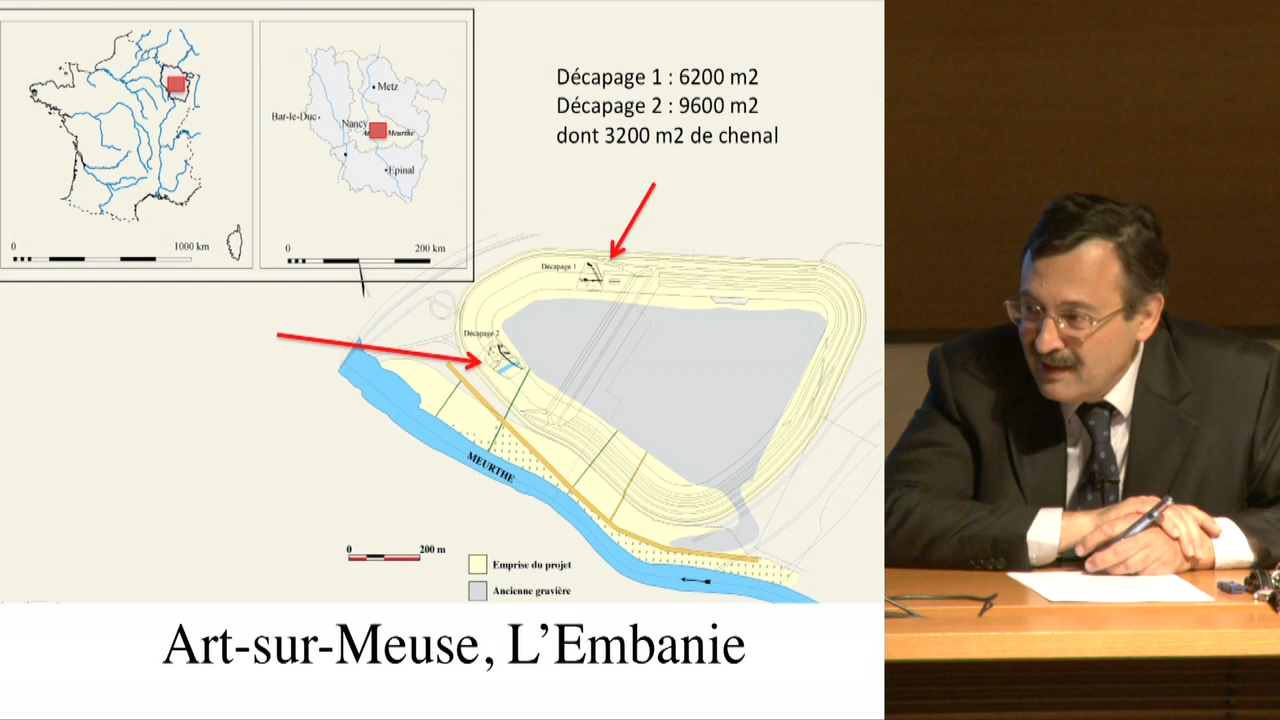 0
1000 km
Metz
Bar-le-Duc
Nancy
Meurthe
Epinal
0
200 km
Décapage 1 : 6200 m2
Décapage 2 : 9600 m2
dont 3200 m2 de chenal
Décapage 1
Décapage 2
MEURTHE
0
200 m
Emprise du projet
Ancienne gravière
Art-sur-Meuse, L’Embanie